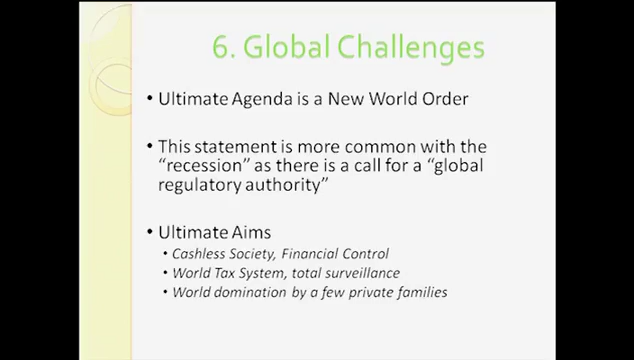 6. Global Challenges
• Ultimate Agenda is a New World Order
• This statement is more common with the
“recession” as there is a call for a “global
regulatory authority”
• Ultimate Aims
• Cashless Society, Financial Control
• World Tax System, total surveillance
• World domination by a few private families